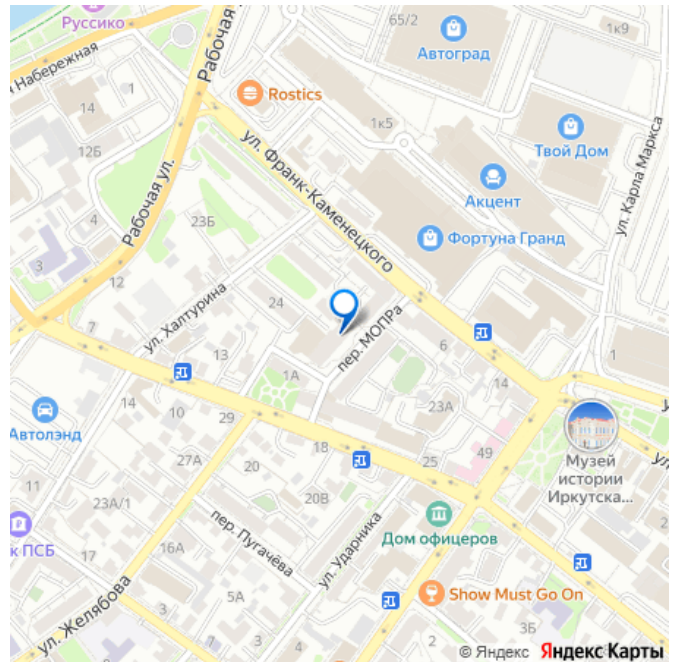 Руссико
65/2
1к9
Автоград
я Набережная
Рабочая
14
1
Rostics
1к5
12б
Твой Дом
ул. Карла Маркса
ул. Франк-Каменецкого
Акцент
Рабочая ул.
4
23Б
Фортуна Гранд
3
12
ул. Халтурина
24
7
пер. МОПРа
6
1
13
1А
14
14
23А
Автолэнд
10
29
18
25
49
Музей
истории
Иркутска...
27А
20
11
23А/1
20В
Дом офицеров
к ПСБ
17
16А
пер. Пугачёва
ул. Ударника
Show Must Go On
5А
ул. Желябова
3
4
2
3Б
© Яндекс Яндекс Карты